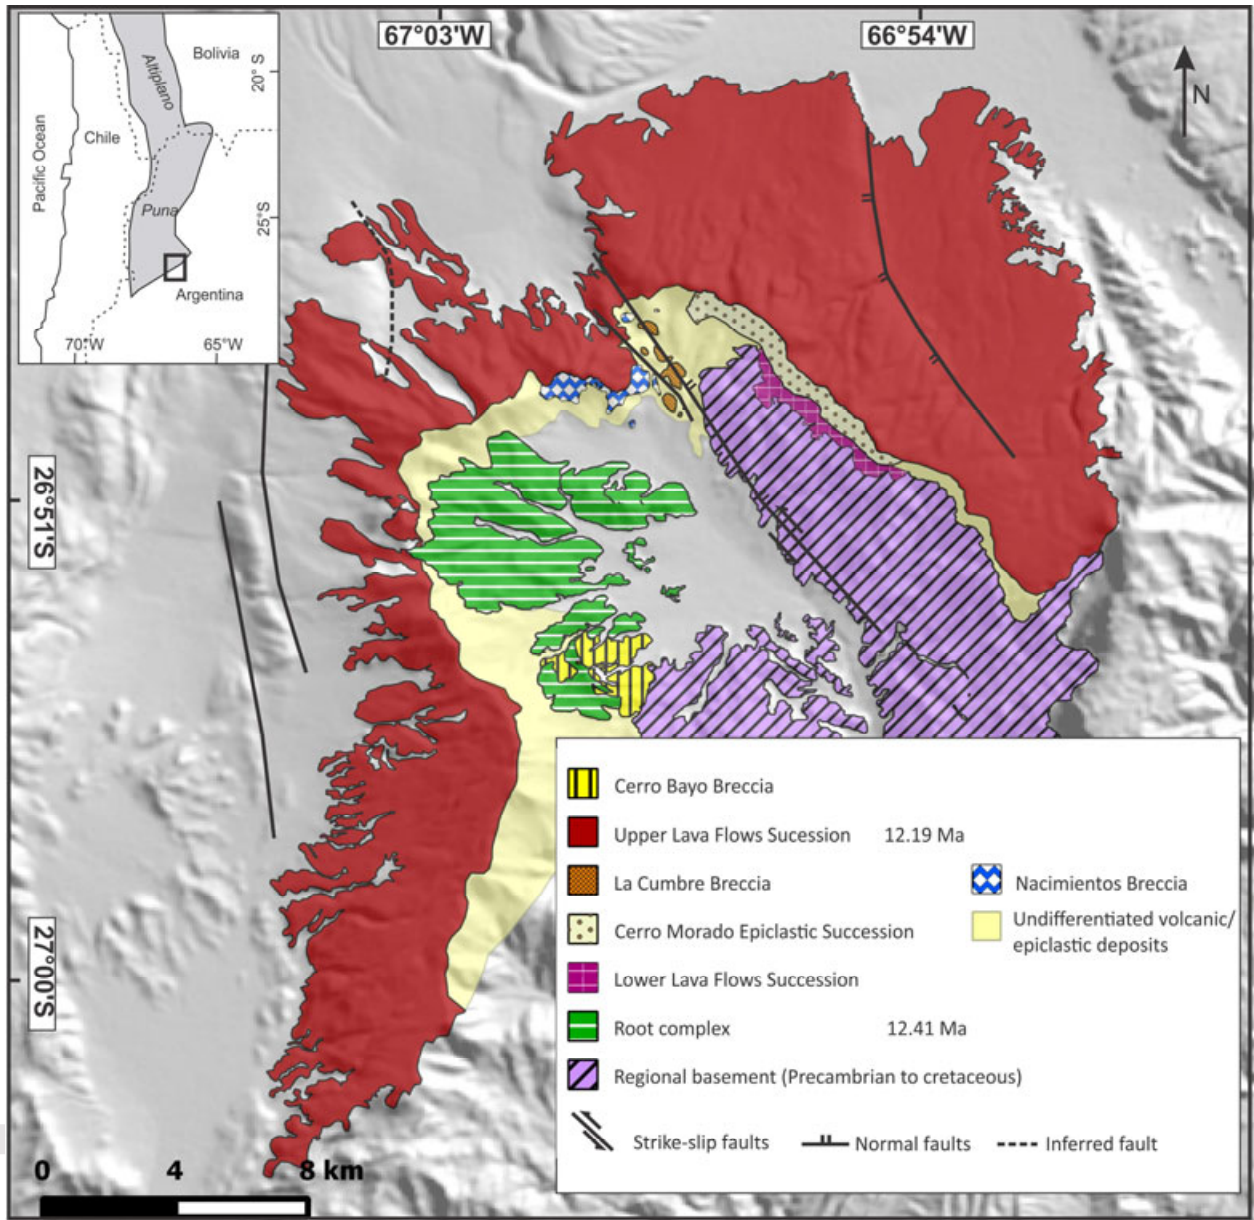 67°03'W
66°54'W
N
Bolivia
20° S
Altiplano
Chile
Pacific Ocean
Puna
25°S
Argentina
70°W
65°W
26°51'S
27°00'S
Cerro Bayo Breccia
Upper Lava Flows Sucession 12.19 Ma
La Cumbre Breccia
Nacimientos Breccia
Cerro Morado Epiclastic Succession
Undifferentiated volcanic/
epiclastic deposits
Lower Lava Flows Succession
Root complex 12.41 Ma
Regional basement (Precambrian to cretaceous)
Strike-slip faults
Normal faults
Inferred fault
0 4 8 km